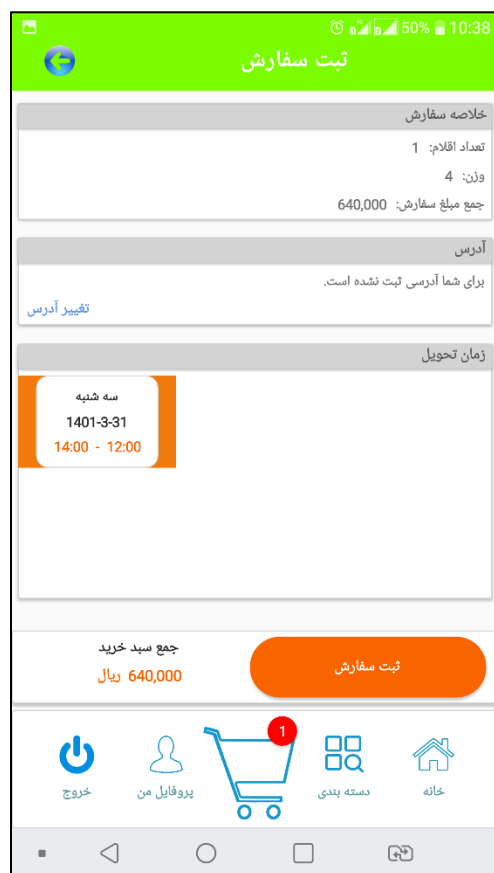 50% 10:38
ثبت سفارش
خلاصه سفارش
تعداد اقلام: 1
وزن: 4
جمع مبلغ سفارش: 640,000
آدرس
برای شما آدرسی ثبت نشده است.
تغییر آدرس
زمان تحویل
سه شنبه
1401-3-31
14:00 - 12:00
جمع سبد خرید
640,000 ریال
ثبت سفارش
1
خانه
دسته بندی
پروفایل من
خروج